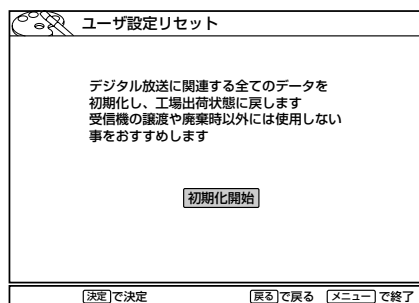 ユーザ設定リセット
デジタル放送に関連する全てのデータを
初期化し、工場出荷状態に戻します
受信機の譲渡や廃棄時以外には使用しない
事をおすすめします
初期化開始
決定で決定 戻るで戻る メニューで終了